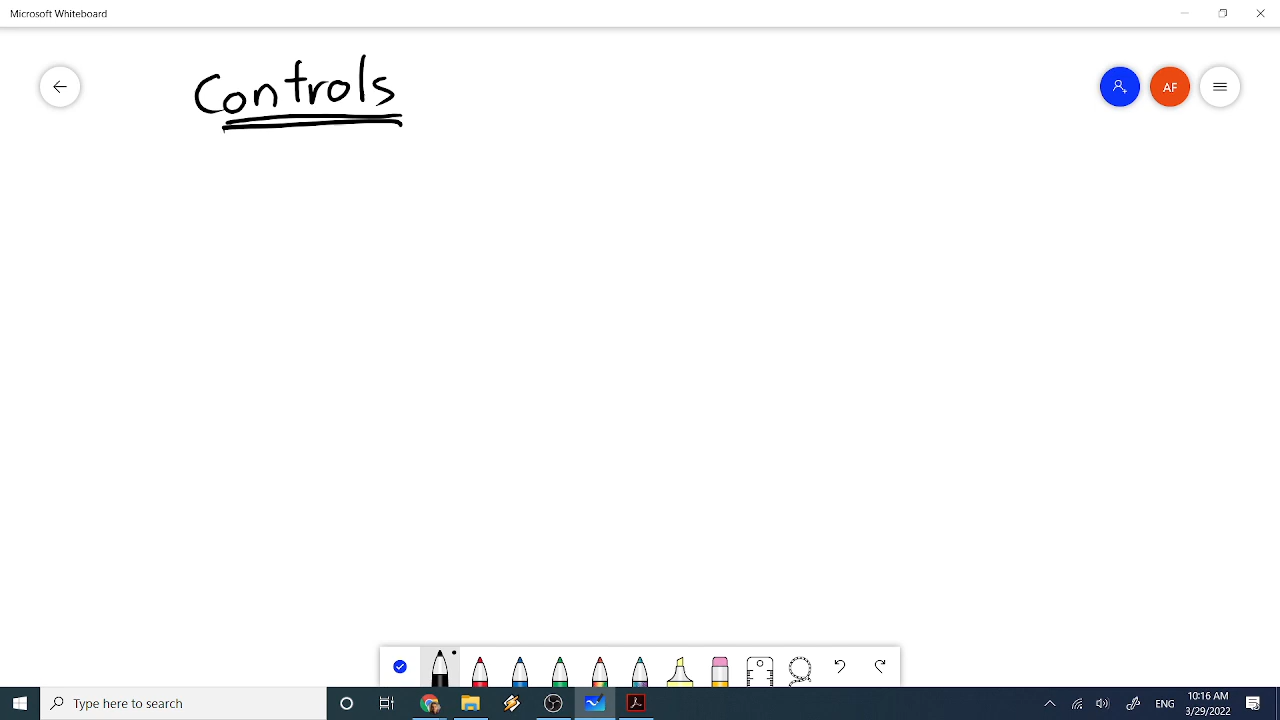 Microsoft Whiteboard
Controls
AF
Type here to search
ENG
10:16 AM
3/29/2022